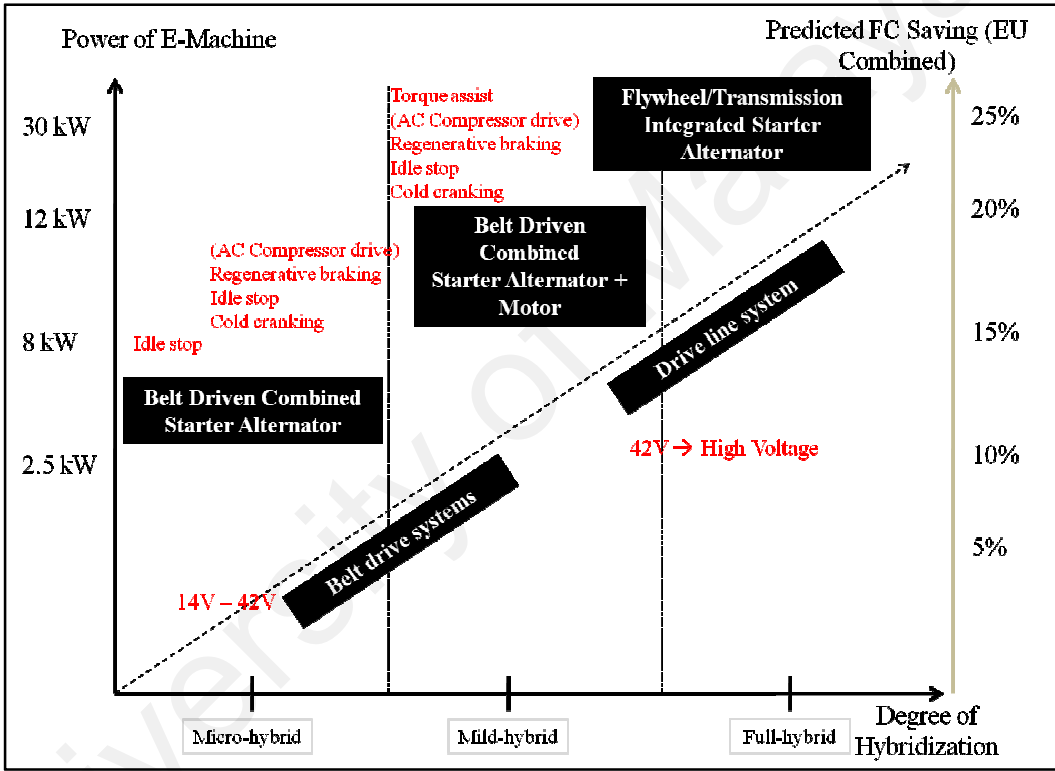 Power of E-Machine
Predicted FC Saving (EU
Combined)
30 kW
12 kW
8 kW
2.5 kW
Torque assist
(AC Compressor drive)
Regenerative braking
Idle stop
Cold cranking
Flywheel/Transmission
Integrated Starter
Alternator
25%
20%
15%
10%
5%
Belt Driven
Combined
Starter Alternator +
Motor
(AC Compressor drive)
Regenerative braking
Idle stop
Cold cranking
Idle stop
Belt Driven Combined
Starter Alternator
Drive line system
42V → High Voltage
Belt drive systems
14V – 42V
Micro-hybrid
Mild-hybrid
Full-hybrid
Degree of
Hybridization